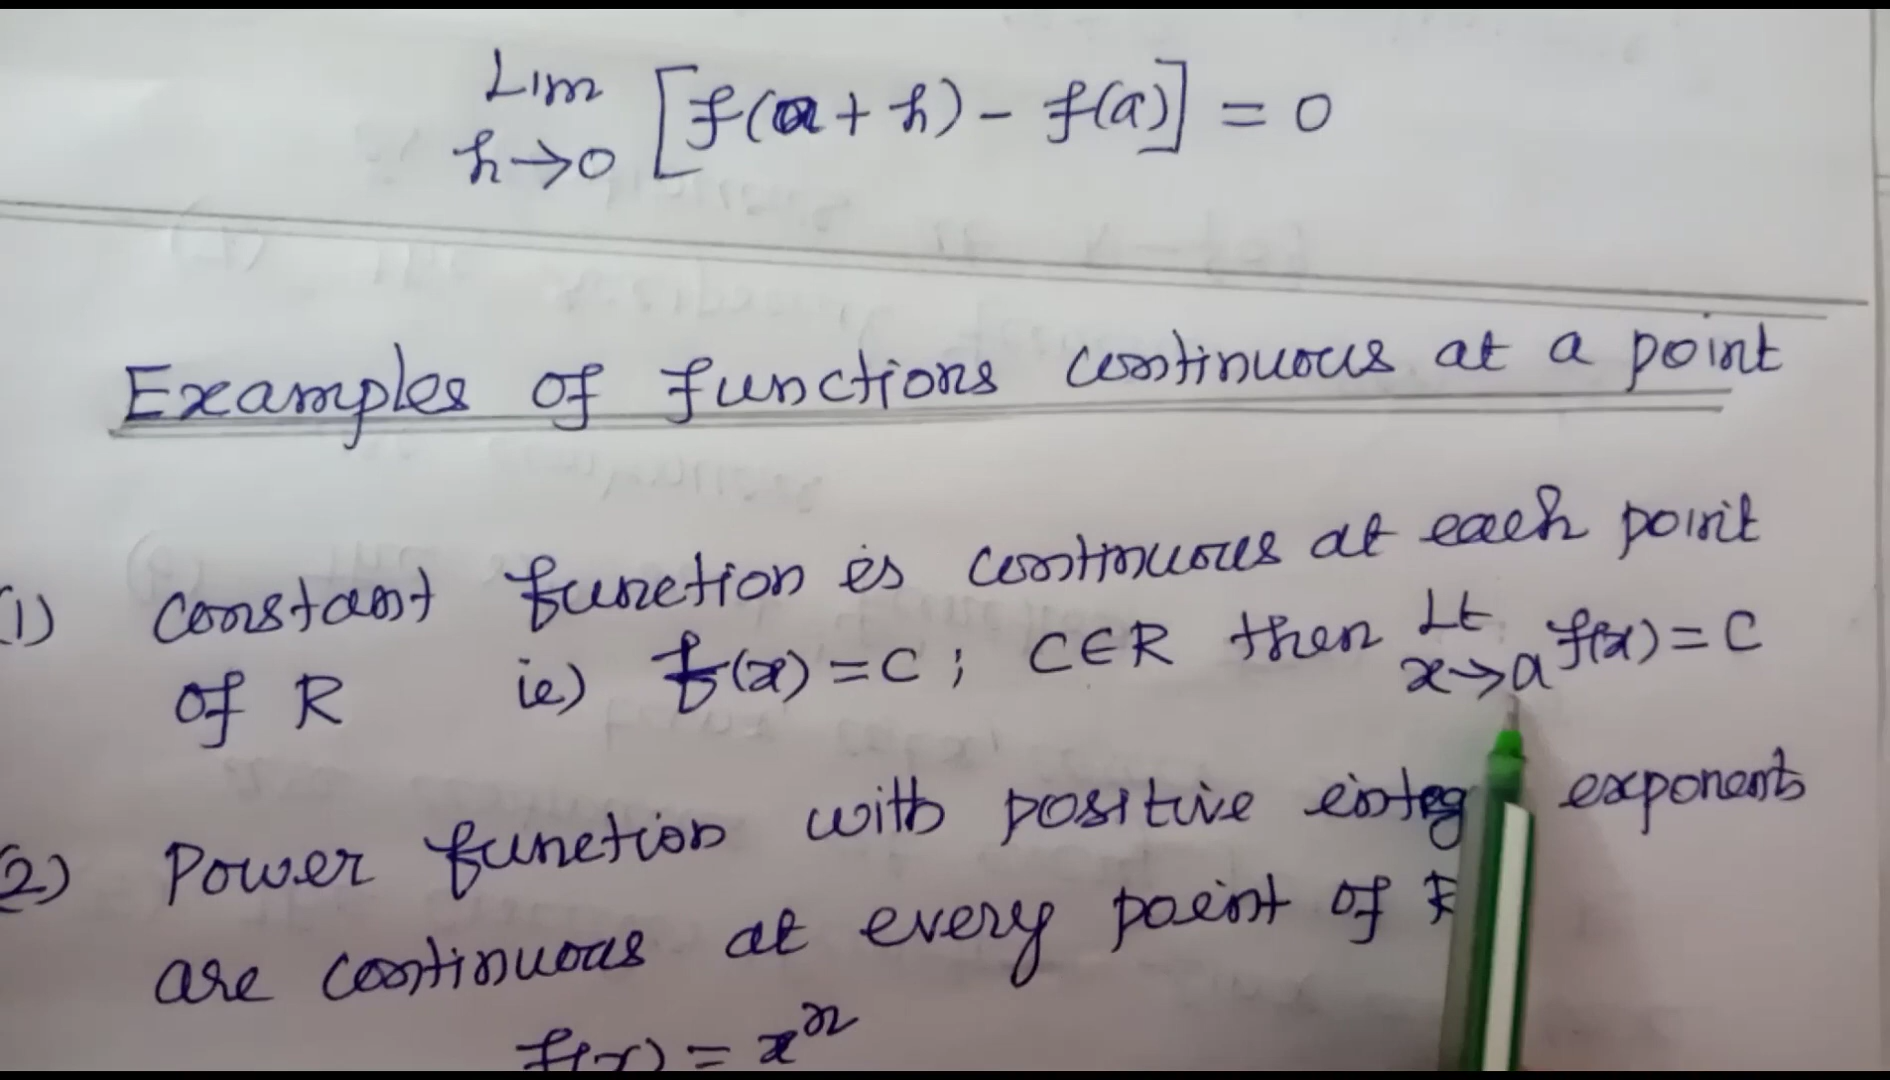 Lim
h→0 [f(a+h) - f(a)] = 0
Examples of functions continuous at a point
(1) constant function is continuous at each point
of R ie) f(x) = C ; C∈R then Lt x→a f(x) = C
(2) Power function with positive integ exponents
are continuous at every point of R
f(x) = xⁿ